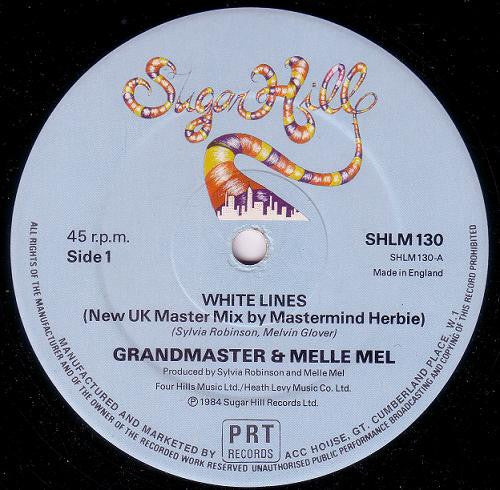 Sugar Hill
45 r.p.m.
Side 1
SHLM 130
SHLM 130-A
Made in England
WHITE LINES
(New UK Master Mix by Mastermind Herbie)
(Sylvia Robinson, Melvin Glover)
GRANDMASTER & MELLE MEL
Produced by Sylvia Robinson and Melle Mel
Four Hills Music Ltd./Heath Levy Music Co. Ltd.
℗ © 1984 Sugar Hill Records Ltd.
PRT
RECORDS
MANUFACTURED AND MARKETED BY
ACC HOUSE, GT. CUMBERLAND PLACE, W.1
ALL RIGHTS OF THE MANUFACTURER AND OF THE OWNER OF THE RECORDED WORK RESERVED UNAUTHORISED PUBLIC PERFORMANCE BROADCASTING AND COPYING OF THIS RECORD PROHIBITED